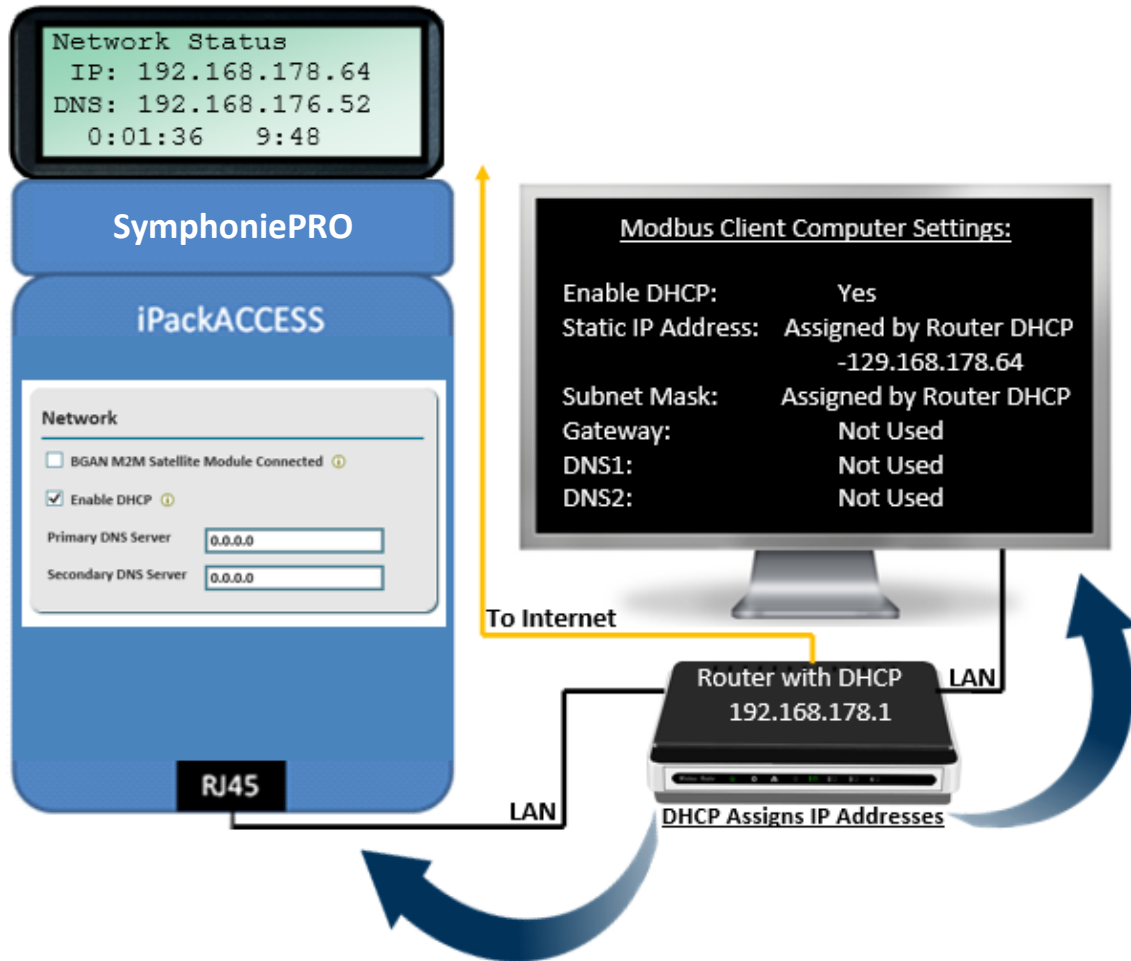 Network Status
IP: 192.168.178.64
DNS: 192.168.176.52
0:01:36 9:48
SymphoniePRO
iPackACCESS
Network
BGAN M2M Satellite Module Connected
Enable DHCP
Primary DNS Server 0.0.0.0
Secondary DNS Server 0.0.0.0
RJ45
LAN
To Internet
Modbus Client Computer Settings:
Enable DHCP: Yes
Static IP Address: Assigned by Router DHCP
-129.168.178.64
Subnet Mask: Assigned by Router DHCP
Gateway: Not Used
DNS1: Not Used
DNS2: Not Used
LAN
Router with DHCP
192.168.178.1
DHCP Assigns IP Addresses